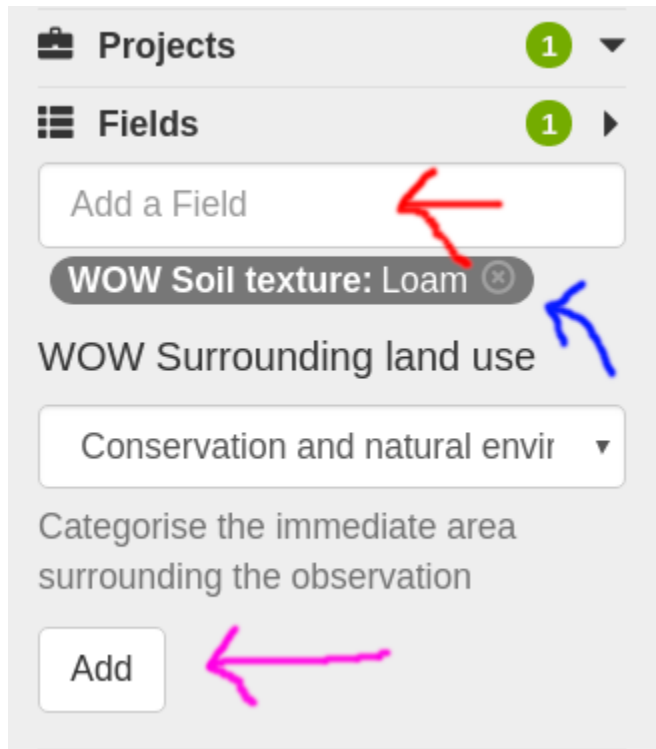 Projects 1
Fields 1
Add a Field
WOW Soil texture: Loam
WOW Surrounding land use
Conservation and natural envir
Categorise the immediate area
surrounding the observation
Add